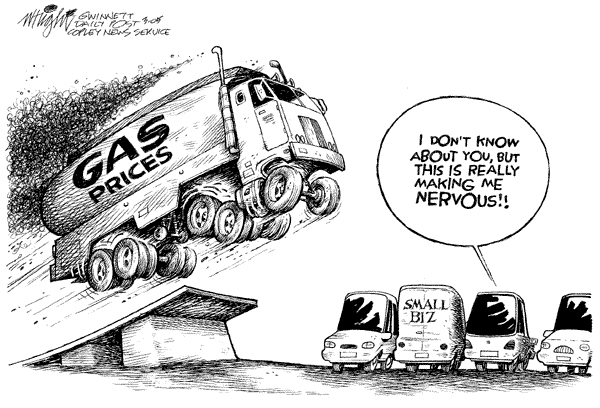 GWINNETT
DAILY POST 3-05
COPLEY NEWS SERVICE
GAS
PRICES
I DON'T KNOW
ABOUT YOU, BUT
THIS IS REALLY
MAKING ME
NERVOUS!!
SMALL
BIZ